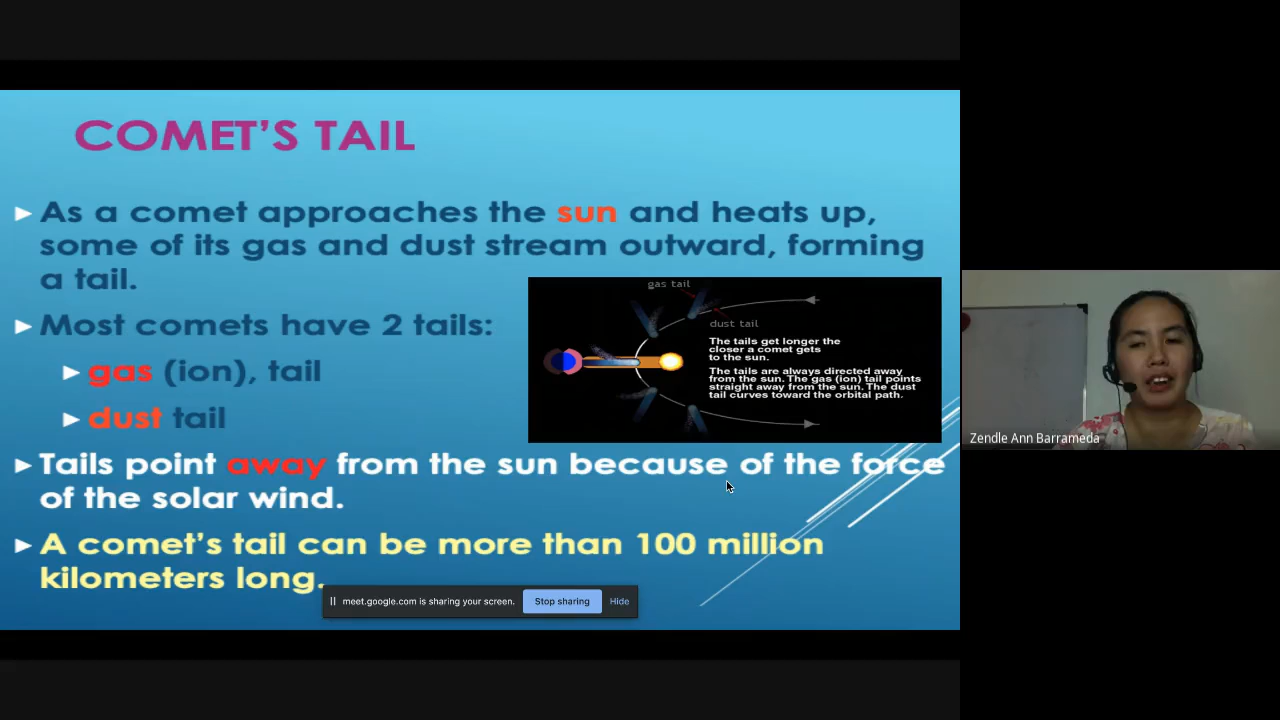 COMET'S TAIL
As a comet approaches the sun and heats up,
some of its gas and dust stream outward, forming
a tail.
Most comets have 2 tails:
gas (ion), tail
dust tail
gas tail
dust tail
The tails get longer the
closer a comet gets
to the sun.
The tails are always directed away
from the sun. The gas (ion) tail points
straight away from the sun. The dust
tail curves toward the orbital path.
Tails point away from the sun because of the force
of the solar wind.
A comet's tail can be more than 100 million
kilometers long.
meet.google.com is sharing your screen. Stop sharing Hide
Zendle Ann Barrameda